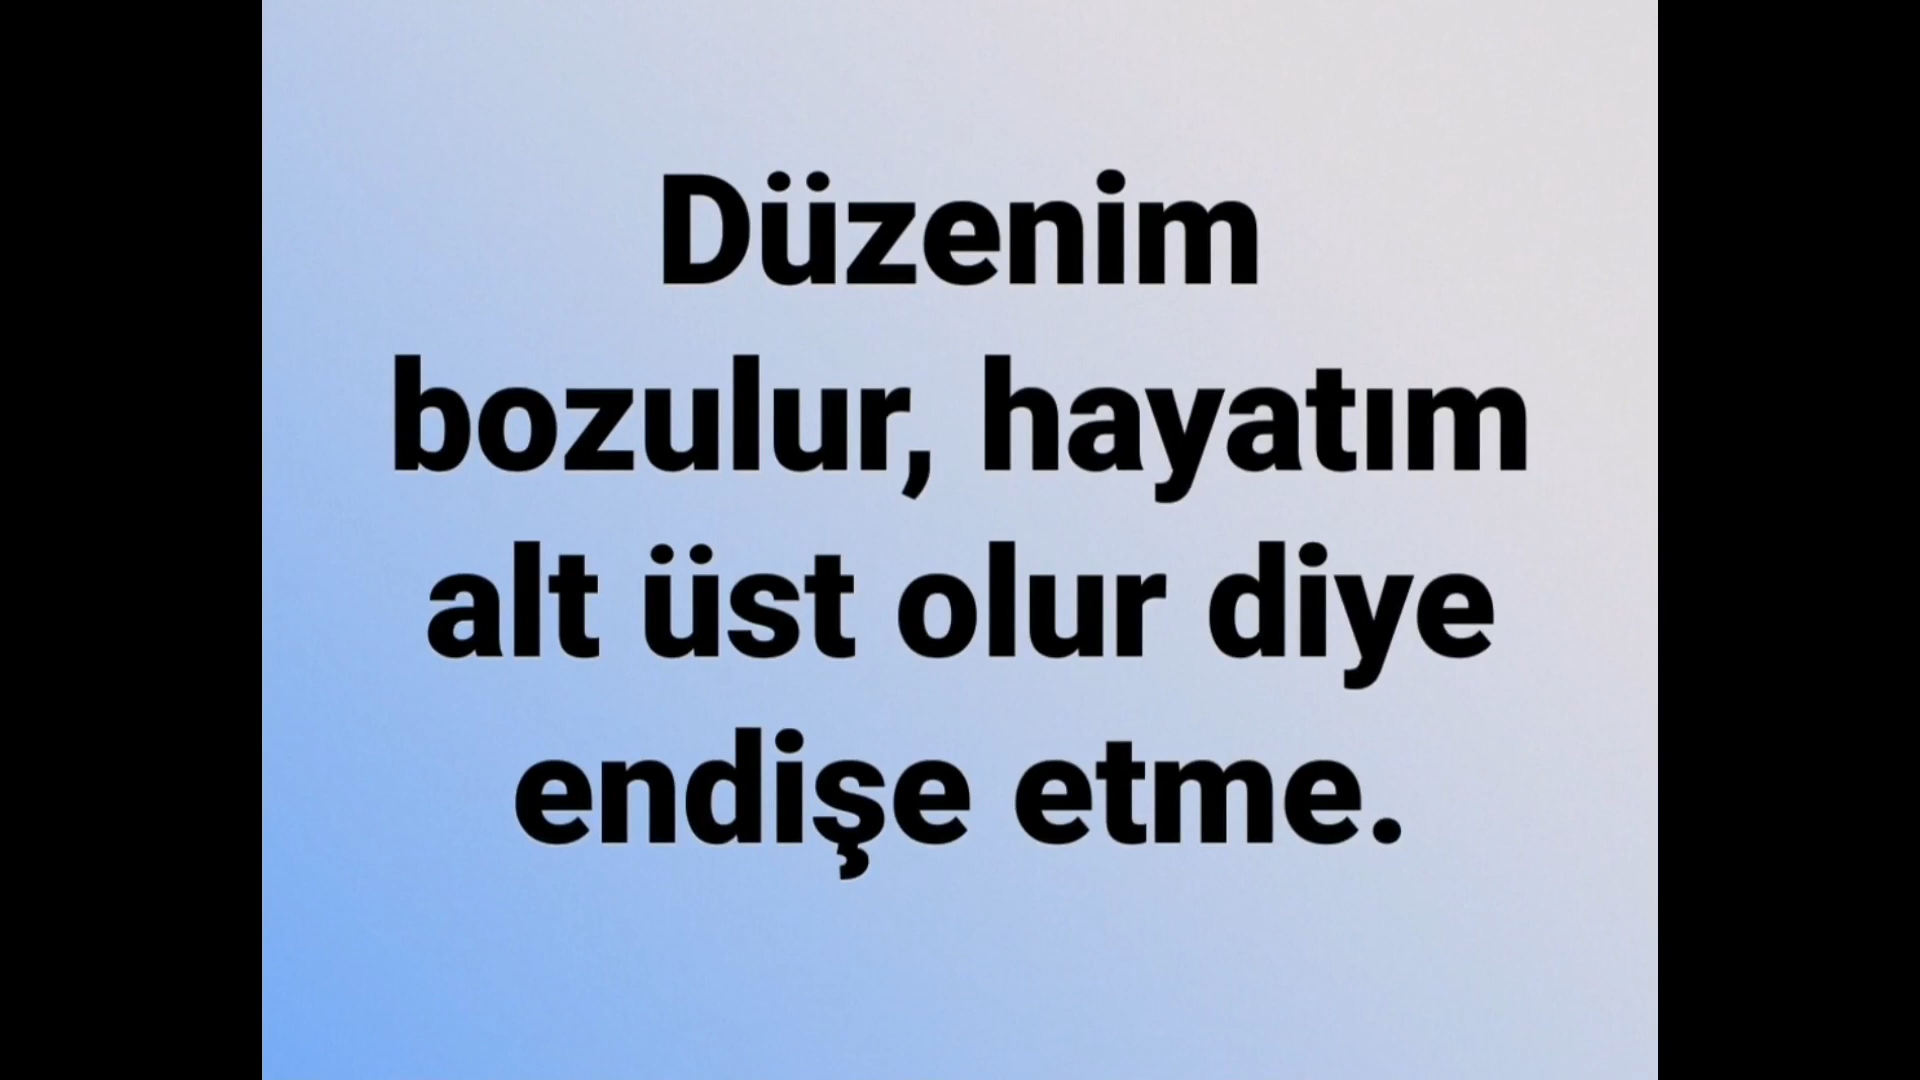 Düzenim
bozulur, hayatım
alt üst olur diye
endişe etme.